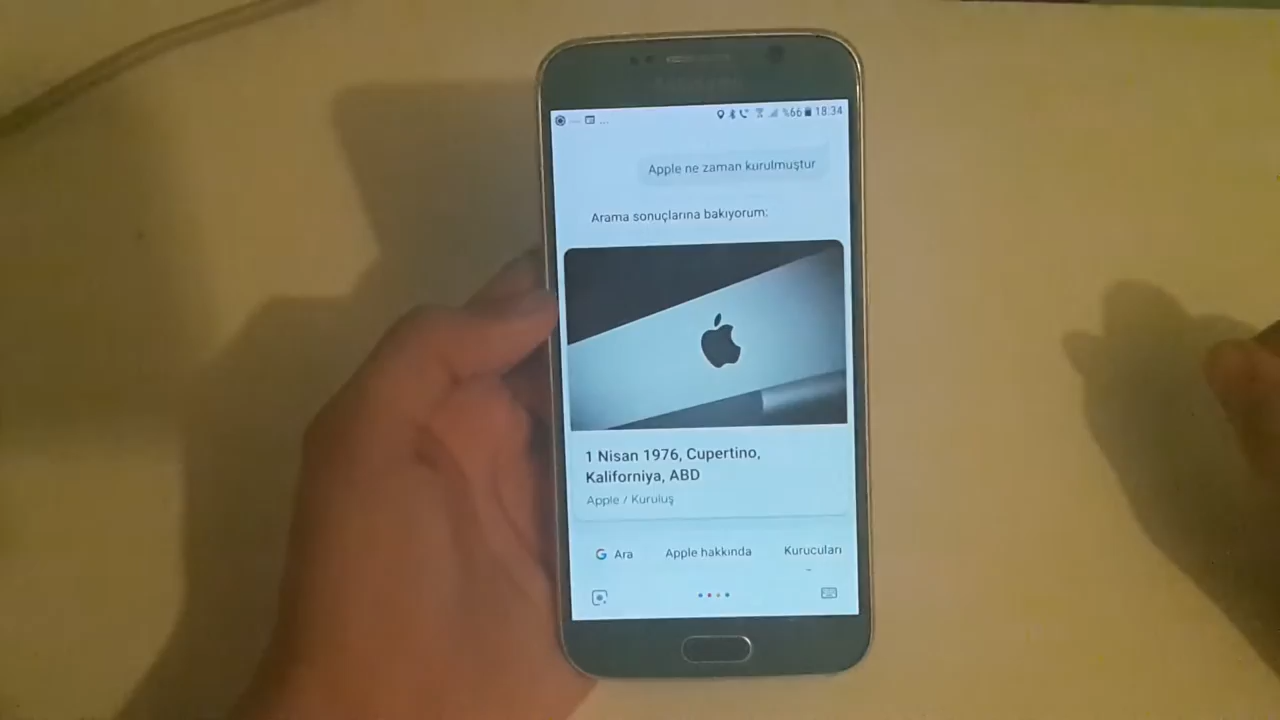 %66 18:34
Apple ne zaman kurulmuştur
Arama sonuçlarına bakıyorum:
1 Nisan 1976, Cupertino,
Kaliforniya, ABD
Apple / Kuruluş
G Ara Apple hakkında Kurucuları